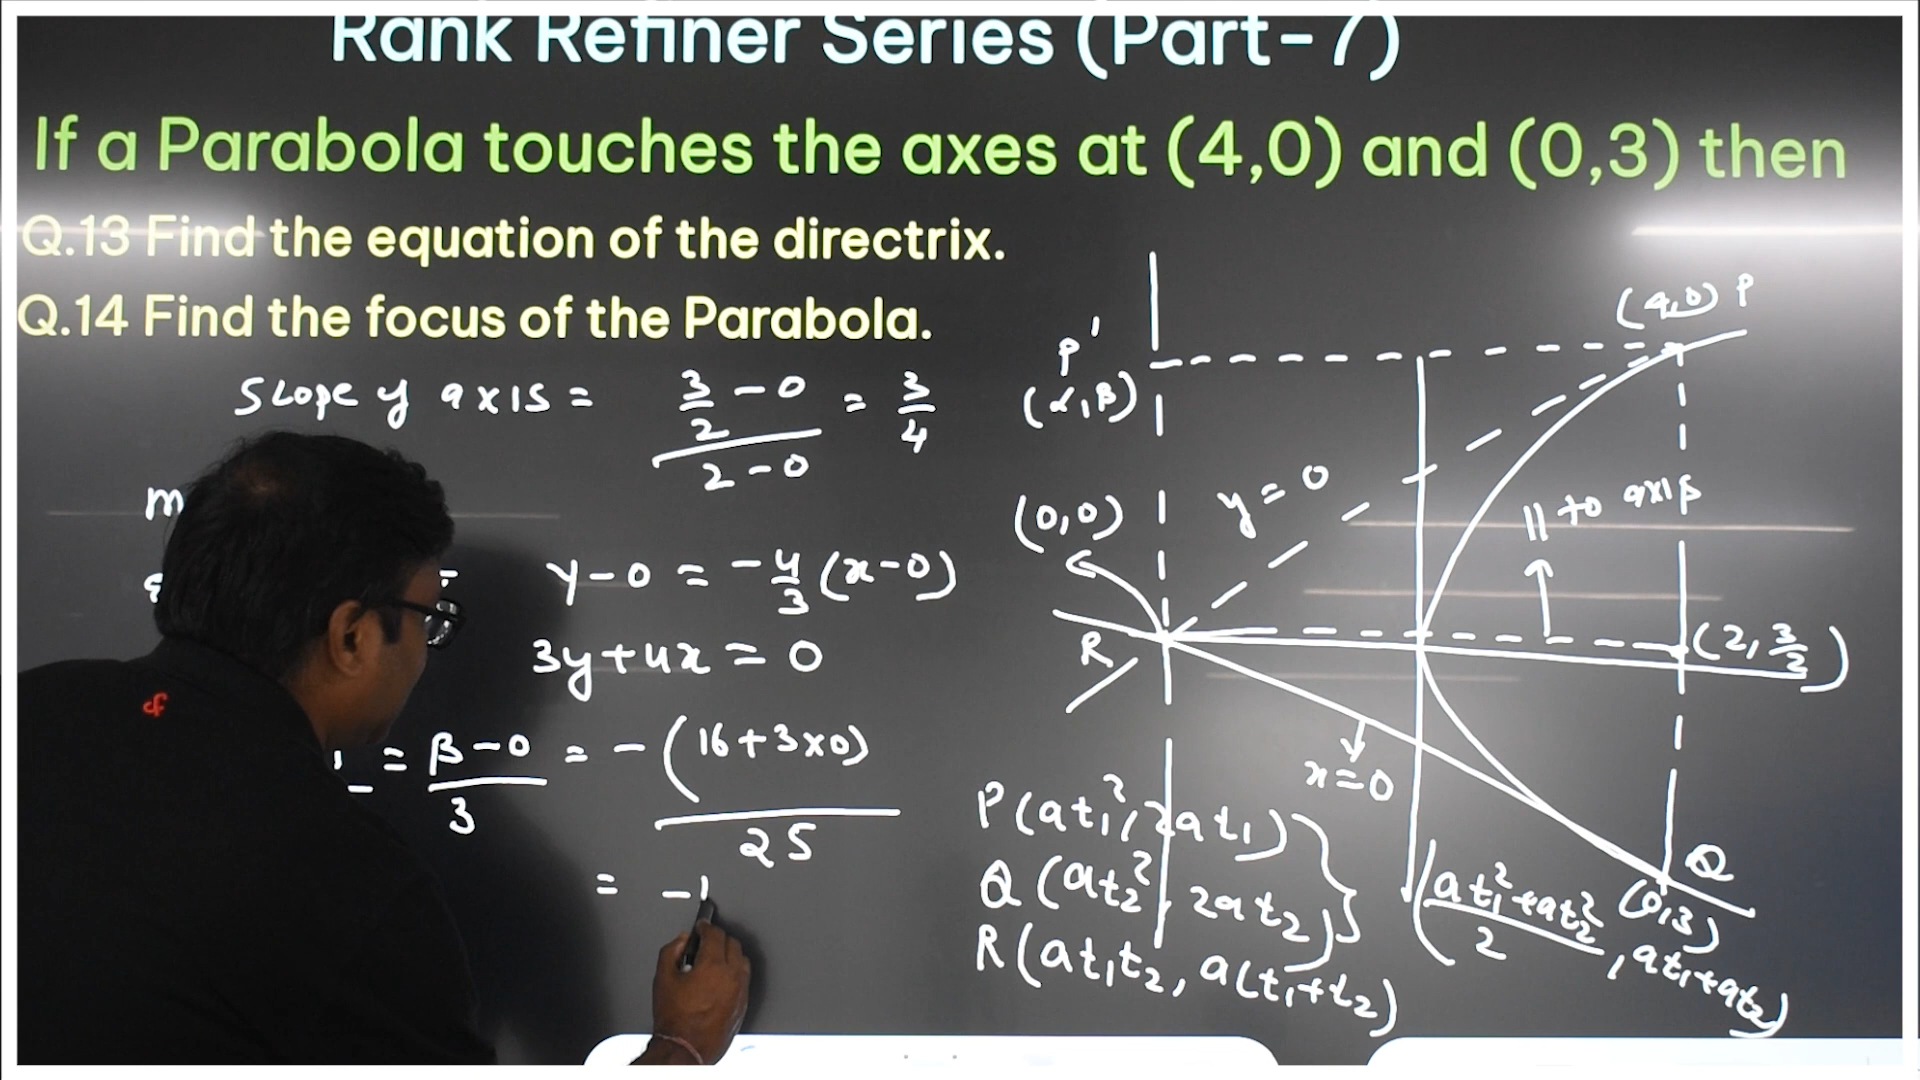 Rank Refiner Series (Part-7)
If a Parabola touches the axes at (4,0) and (0,3) then
Q.13 Find the equation of the directrix.
Q.14 Find the focus of the Parabola.
Slope of axis = (3/2 - 0)/(2 - 0) = 3/4
m
y - 0 = -4/3 (x - 0)
3y + 4x = 0
= (β - 0)/3 = -(16 + 3×0)/25
= -1
(4,0) P
P'
(α,β)
(0,0)
y = 0
|| to axis
R
(2, 3/2)
x = 0
Q
(0,3)
P(at₁², 2at₁)
Q(at₂², 2at₂)
R(at₁t₂, a(t₁+t₂))
((at₁²+at₂²)/2, at₁+at₂)
cf